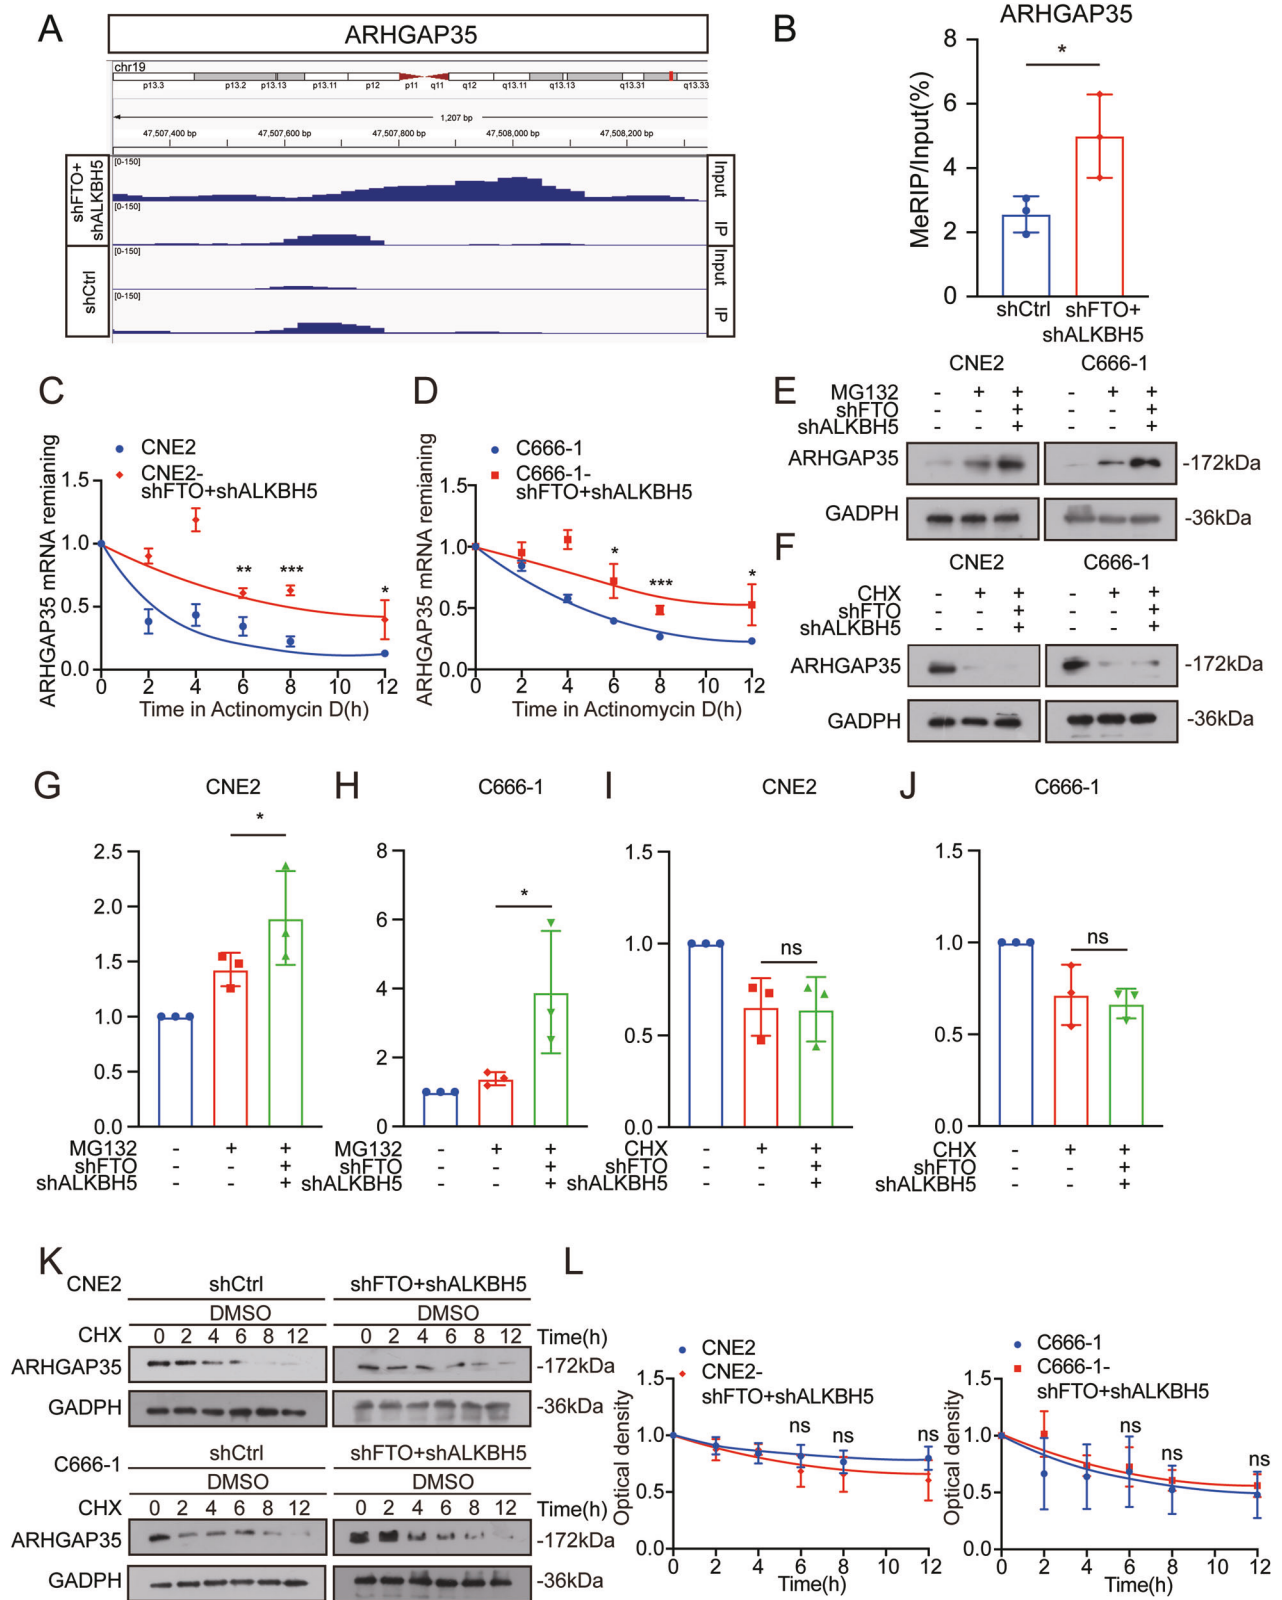 A
ARHGAP35
chr19
p13.3 p13.2 p13.13 p13.11 p12 p11 q11 q12 q13.11 q13.13 q13.31 q13.33
1,207 bp
47,507,400 bp 47,507,600 bp 47,507,800 bp 47,508,000 bp 47,508,200 bp
shFTO+
shALKBH5
[0-150]
Input
[0-150]
IP
shCtrl
[0-150]
Input
[0-150]
IP
B
ARHGAP35
MeRIP/Input(%)
8
6
4
2
0
*
shCtrl shFTO+
shALKBH5
C
ARHGAP35 mRNA remianing
CNE2
CNE2-
shFTO+shALKBH5
1.5
1.0
0.5
0.0
** *** *
0 2 4 6 8 10 12
Time in Actinomycin D(h)
D
ARHGAP35 mRNA remianing
C666-1
C666-1-
shFTO+shALKBH5
1.5
1.0
0.5
0.0
* *** *
0 2 4 6 8 10 12
Time in Actinomycin D(h)
E
CNE2 C666-1
MG132 - + + - + +
shFTO - - + - - +
shALKBH5 - - + - - +
ARHGAP35 -172kDa
GADPH -36kDa
F
CNE2 C666-1
CHX - + + - + +
shFTO - - + - - +
shALKBH5 - - + - - +
ARHGAP35 -172kDa
GADPH -36kDa
G
CNE2
*
2.5
2.0
1.5
1.0
0.5
0.0
MG132 - + +
shFTO - - +
shALKBH5 - - +
H
C666-1
*
8
6
4
2
0
MG132 - + +
shFTO - - +
shALKBH5 - - +
I
CNE2
ns
1.5
1.0
0.5
0.0
CHX - + +
shFTO - - +
shALKBH5 - - +
J
C666-1
ns
1.5
1.0
0.5
0.0
CHX - + +
shFTO - - +
shALKBH5 - - +
K
CNE2 shCtrl shFTO+shALKBH5
DMSO DMSO
CHX 0 2 4 6 8 12 0 2 4 6 8 12 Time(h)
ARHGAP35 -172kDa
GADPH -36kDa
C666-1 shCtrl shFTO+shALKBH5
DMSO DMSO
CHX 0 2 4 6 8 12 0 2 4 6 8 12 Time(h)
ARHGAP35 -172kDa
GADPH -36kDa
L
CNE2
CNE2-
shFTO+shALKBH5
Optical density
1.5
1.0
0.5
0.0
ns ns ns
0 2 4 6 8 10 12
Time(h)
C666-1
C666-1-
shFTO+shALKBH5
Optical density
1.5
1.0
0.5
0.0
ns ns ns
0 2 4 6 8 10 12
Time(h)